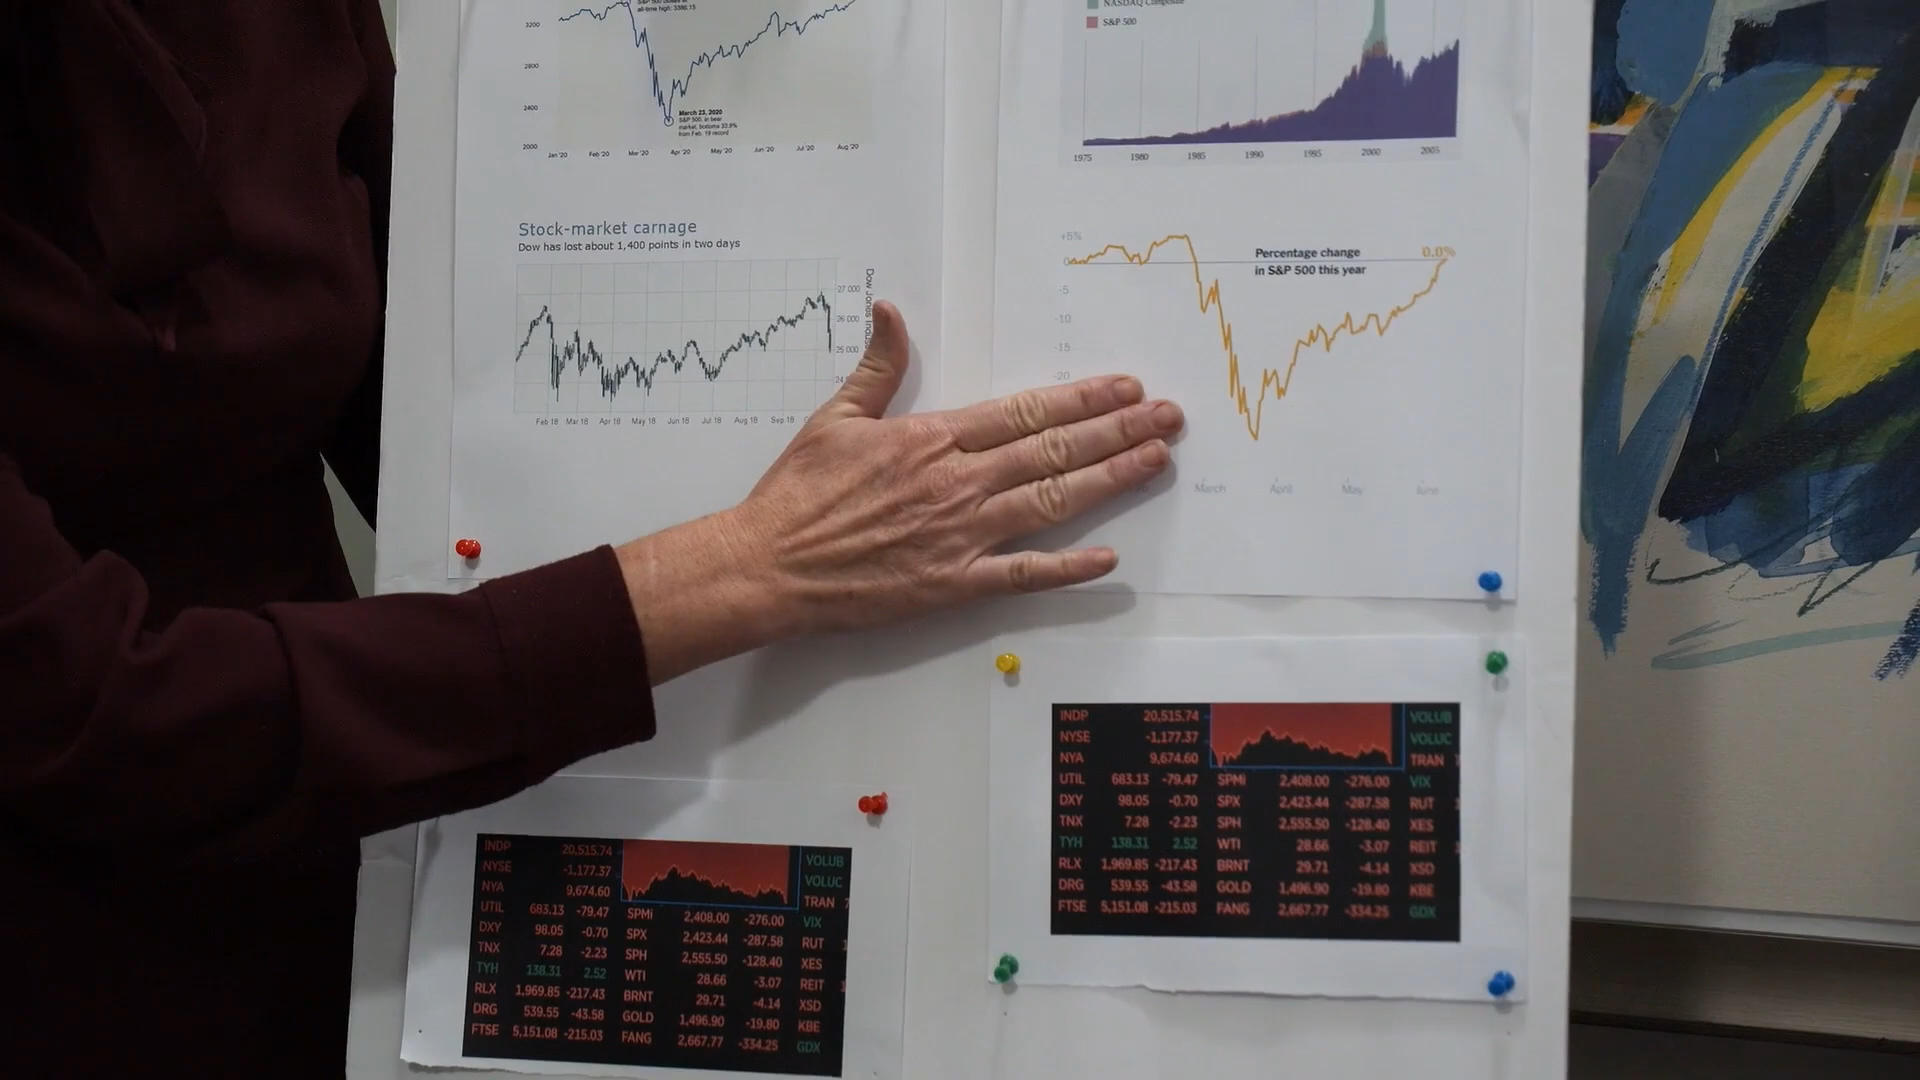 S&P 500 closes at
all-time high: 3386.15
3200
2800
2400
2000
March 23, 2020
S&P 500, in bear
market, bottoms 33.9%
from Feb. 19 record
Jan '20 Feb '20 Mar '20 Apr '20 May '20 Jun '20 Jul '20 Aug '20
NASDAQ Composite
S&P 500
1975 1980 1985 1990 1995 2000 2005
Stock-market carnage
Dow has lost about 1,400 points in two days
27 000
26 000
25 000
24
Dow Jones
Feb 18 Mar 18 Apr 18 May 18 Jun 18 Jul 18 Aug 18 Sep 18
+5%
0
-5
-10
-15
-20
Percentage change
in S&P 500 this year
0.0%
March April May June
INDP 20,515.74 VOLUB
NYSE -1,177.37 VOLUC
NYA 9,674.60 TRAN
UTIL 683.13 -79.47 SPMi 2,408.00 -276.00 VIX
DXY 98.05 -0.70 SPX 2,423.44 -287.58 RUT
TNX 7.28 -2.23 SPH 2,555.50 -128.40 XES
TYH 138.31 2.52 WTI 28.66 -3.07 REIT
RLX 1,969.85 -217.43 BRNT 29.71 -4.14 XSD
DRG 539.55 -43.58 GOLD 1,496.90 -19.80 KBE
FTSE 5,151.08 -215.03 FANG 2,667.77 -334.25 GDX
INDP 20,515.74 VOLUB
NYSE -1,177.37 VOLUC
NYA 9,674.60 TRAN
UTIL 683.13 -79.47 SPMi 2,408.00 -276.00 VIX
DXY 98.05 -0.70 SPX 2,423.44 -287.58 RUT
TNX 7.28 -2.23 SPH 2,555.50 -128.40 XES
TYH 138.31 2.52 WTI 28.66 -3.07 REIT
RLX 1,969.85 -217.43 BRNT 29.71 -4.14 XSD
DRG 539.55 -43.58 GOLD 1,496.90 -19.80 KBE
FTSE 5,151.08 -215.03 FANG 2,667.77 -334.25 GDX